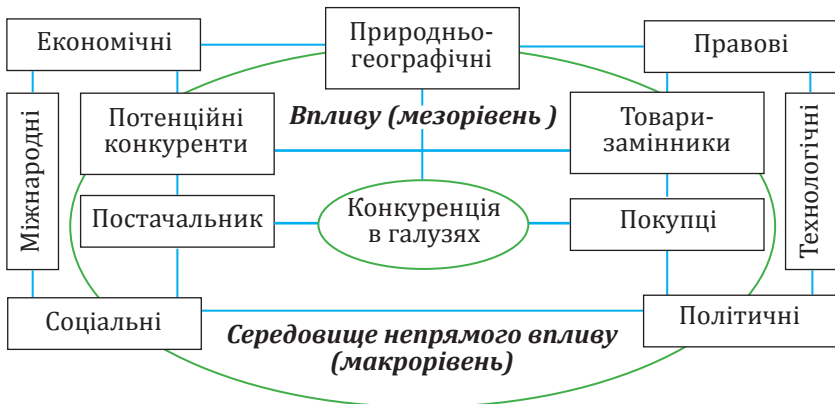 Економічні
Природньо-
географічні
Правові
Міжнародні
Потенційні
конкуренти
Впливу (мезорівень )
Товари-
замінники
Технологічні
Постачальник
Конкуренція
в галузях
Покупці
Соціальні
Середовище непрямого впливу
(макрорівень)
Політичні